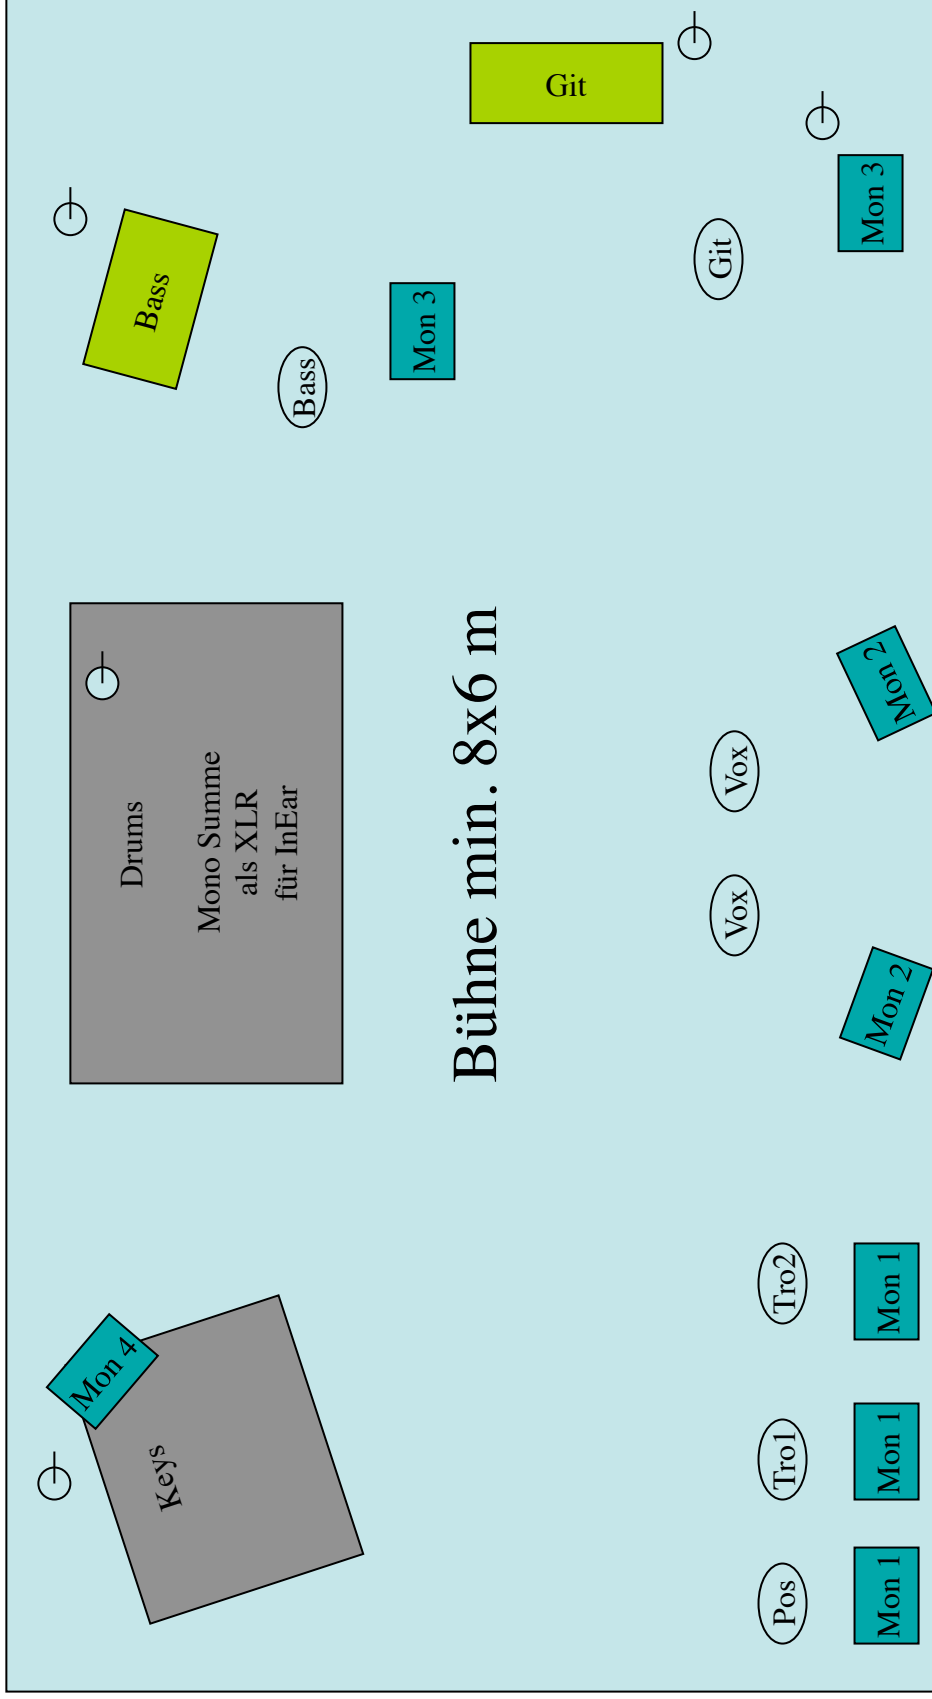 Keys
Mon 4
Drums
Mono Summe
als XLR
für InEar
Bass
Bass
Mon 3
Git
Bühne min. 8x6 m
Pos
Tro1
Tro2
Vox
Vox
Git
Mon 1
Mon 1
Mon 1
Mon 2
Mon 2
Mon 3